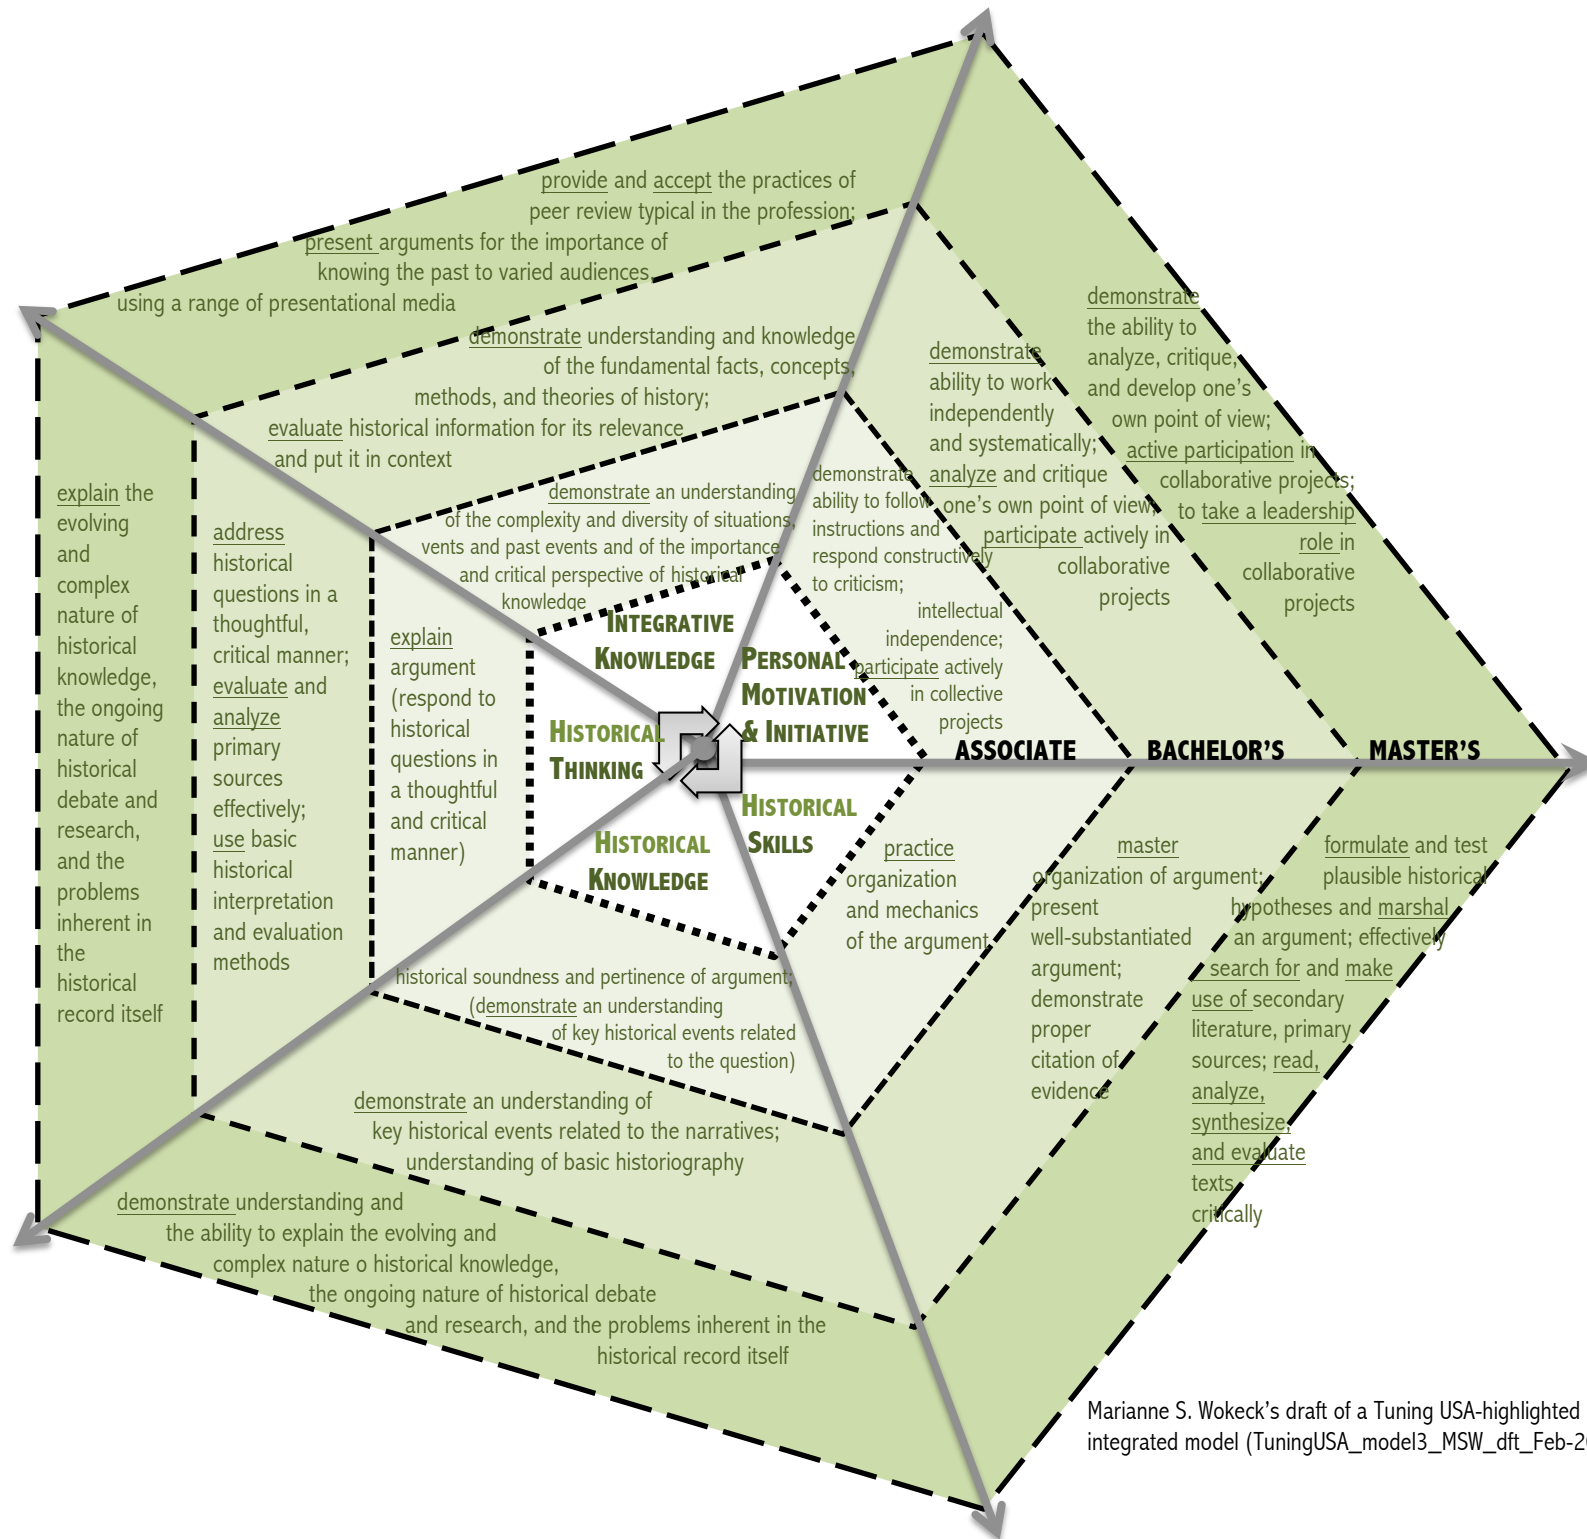 provide and accept the practices of
peer review typical in the profession;
present arguments for the importance of
knowing the past to varied audiences,
using a range of presentational media
demonstrate understanding and knowledge
of the fundamental facts, concepts,
methods, and theories of history;
evaluate historical information for its relevance
and put it in context
demonstrate an understanding
of the complexity and diversity of situations,
vents and past events and of the importance
and critical perspective of historical
knowledge
INTEGRATIVE
KNOWLEDGE
demonstrate
the ability to
analyze, critique,
and develop one's
own point of view;
active participation in
collaborative projects;
to take a leadership
role in
collaborative
projects
demonstrate
ability to work
independently
and systematically;
analyze and critique
one's own point of view;
participate actively in
collaborative
projects
demonstrate
ability to follow
instructions and
respond constructively
to criticism;
intellectual
independence;
participate actively
in collective
projects
PERSONAL
MOTIVATION
& INITIATIVE
ASSOCIATE
BACHELOR'S
MASTER'S
explain the
evolving
and
complex
nature of
historical
knowledge,
the ongoing
nature of
historical
debate and
research,
and the
problems
inherent in
the
historical
record itself
address
historical
questions in a
thoughtful,
critical manner;
evaluate and
analyze
primary
sources
effectively;
use basic
historical
interpretation
and evaluation
methods
explain
argument
(respond to
historical
questions in
a thoughtful
and critical
manner)
HISTORICAL
THINKING
HISTORICAL
KNOWLEDGE
HISTORICAL
SKILLS
practice
organization
and mechanics
of the argument
master
organization of argument;
present
well-substantiated
argument;
demonstrate
proper
citation of
evidence
formulate and test
plausible historical
hypotheses and marshal
an argument; effectively
search for and make
use of secondary
literature, primary
sources; read,
analyze,
synthesize,
and evaluate
texts
critically
historical soundness and pertinence of argument;
(demonstrate an understanding
of key historical events related
to the question)
demonstrate an understanding of
key historical events related to the narratives;
understanding of basic historiography
demonstrate understanding and
the ability to explain the evolving and
complex nature o historical knowledge,
the ongoing nature of historical debate
and research, and the problems inherent in the
historical record itself
Marianne S. Wokeck's draft of a Tuning USA-highlighted
integrated model (TuningUSA_model3_MSW_dft_Feb-2